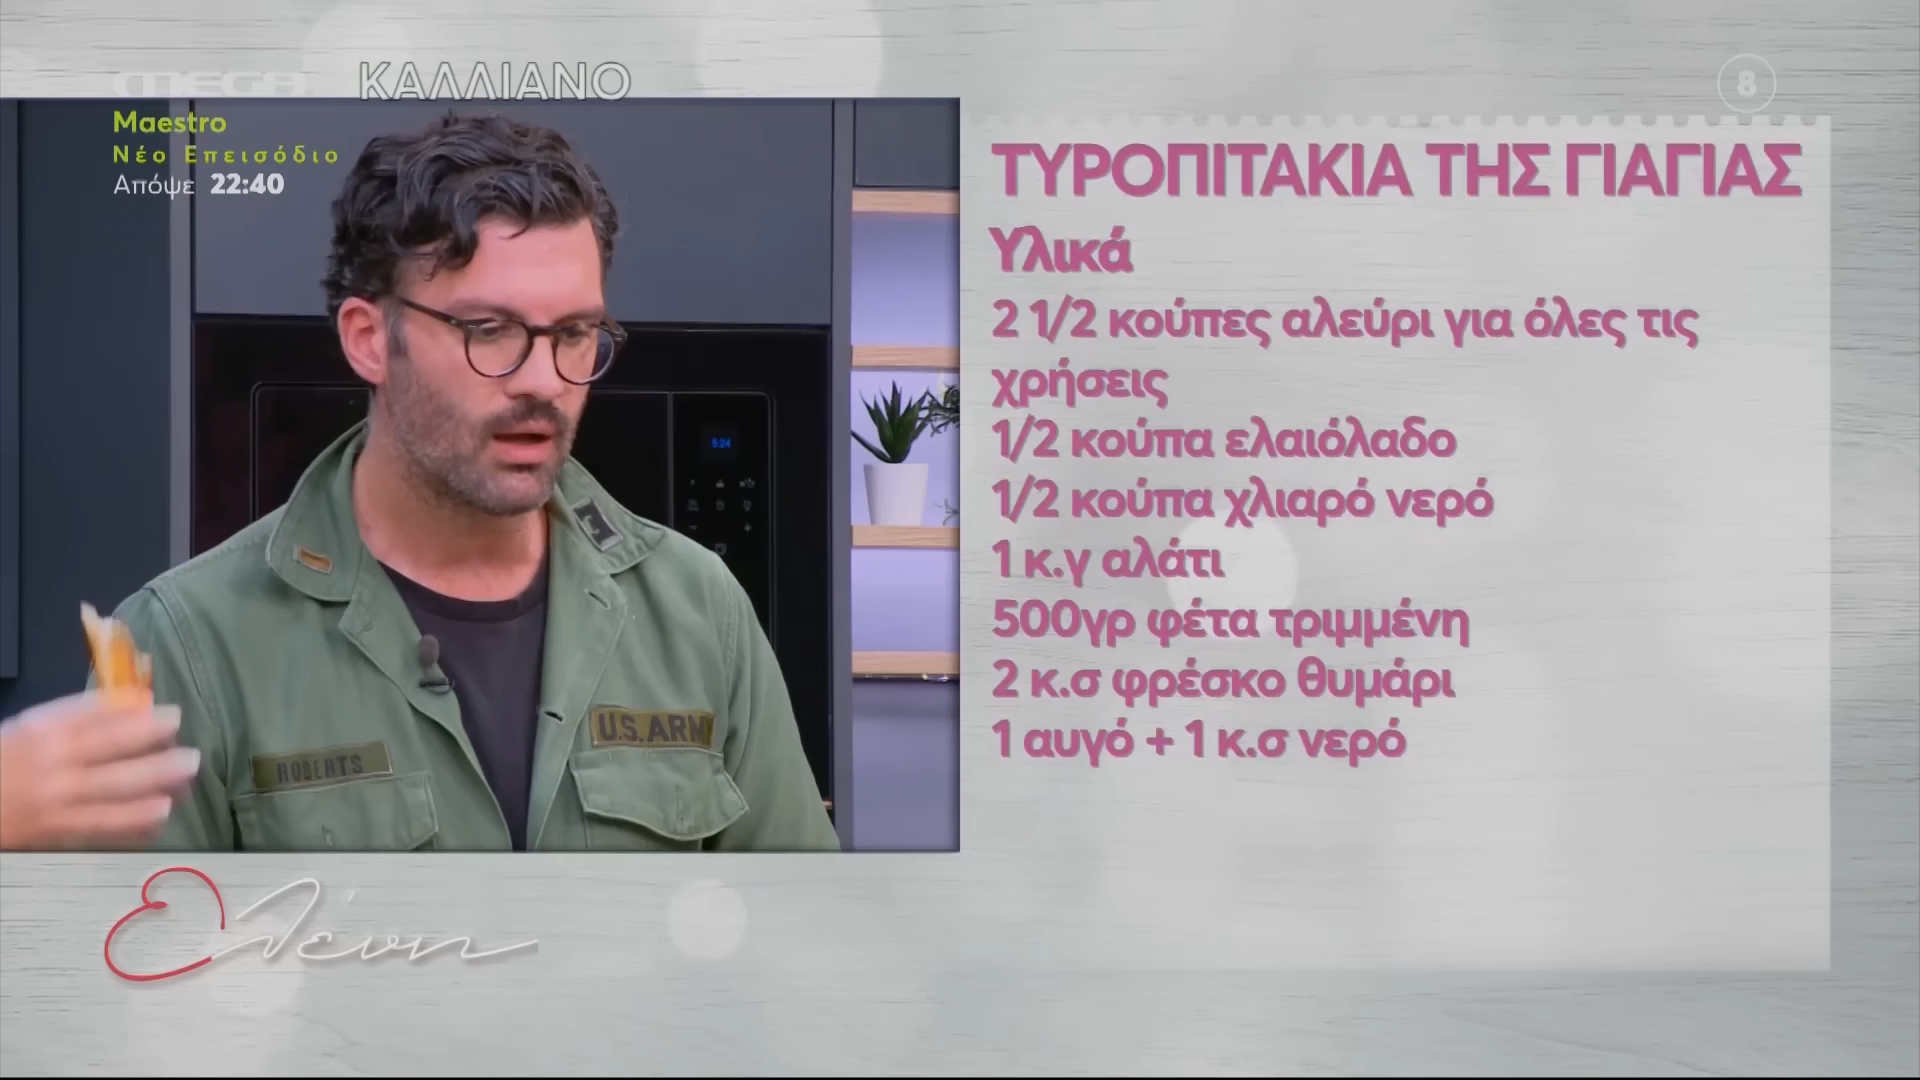 MEGA
ΚΑΛΛΙΑΝΟ
8
Maestro
Νέο Επεισόδιο
Απόψε 22:40
5:24
U.S. ARMY
ROBERTS
Ελένη
ΤΥΡΟΠΙΤΑΚΙΑ ΤΗΣ ΓΙΑΓΙΑΣ
Υλικά
2 1/2 κούπες αλεύρι για όλες τις
χρήσεις
1/2 κούπα ελαιόλαδο
1/2 κούπα χλιαρό νερό
1 κ.γ αλάτι
500γρ φέτα τριμμένη
2 κ.σ φρέσκο θυμάρι
1 αυγό + 1 κ.σ νερό